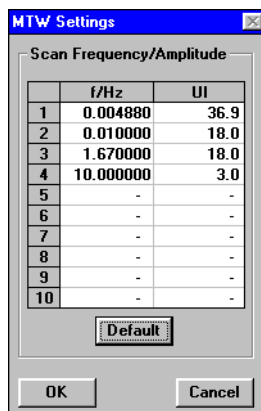 MTW Settings
Scan Frequency/Amplitude
f/Hz UI
1 0.004880 36.9
2 0.010000 18.0
3 1.670000 18.0
4 10.000000 3.0
5 - -
6 - -
7 - -
8 - -
9 - -
10 - -
Default
OK Cancel